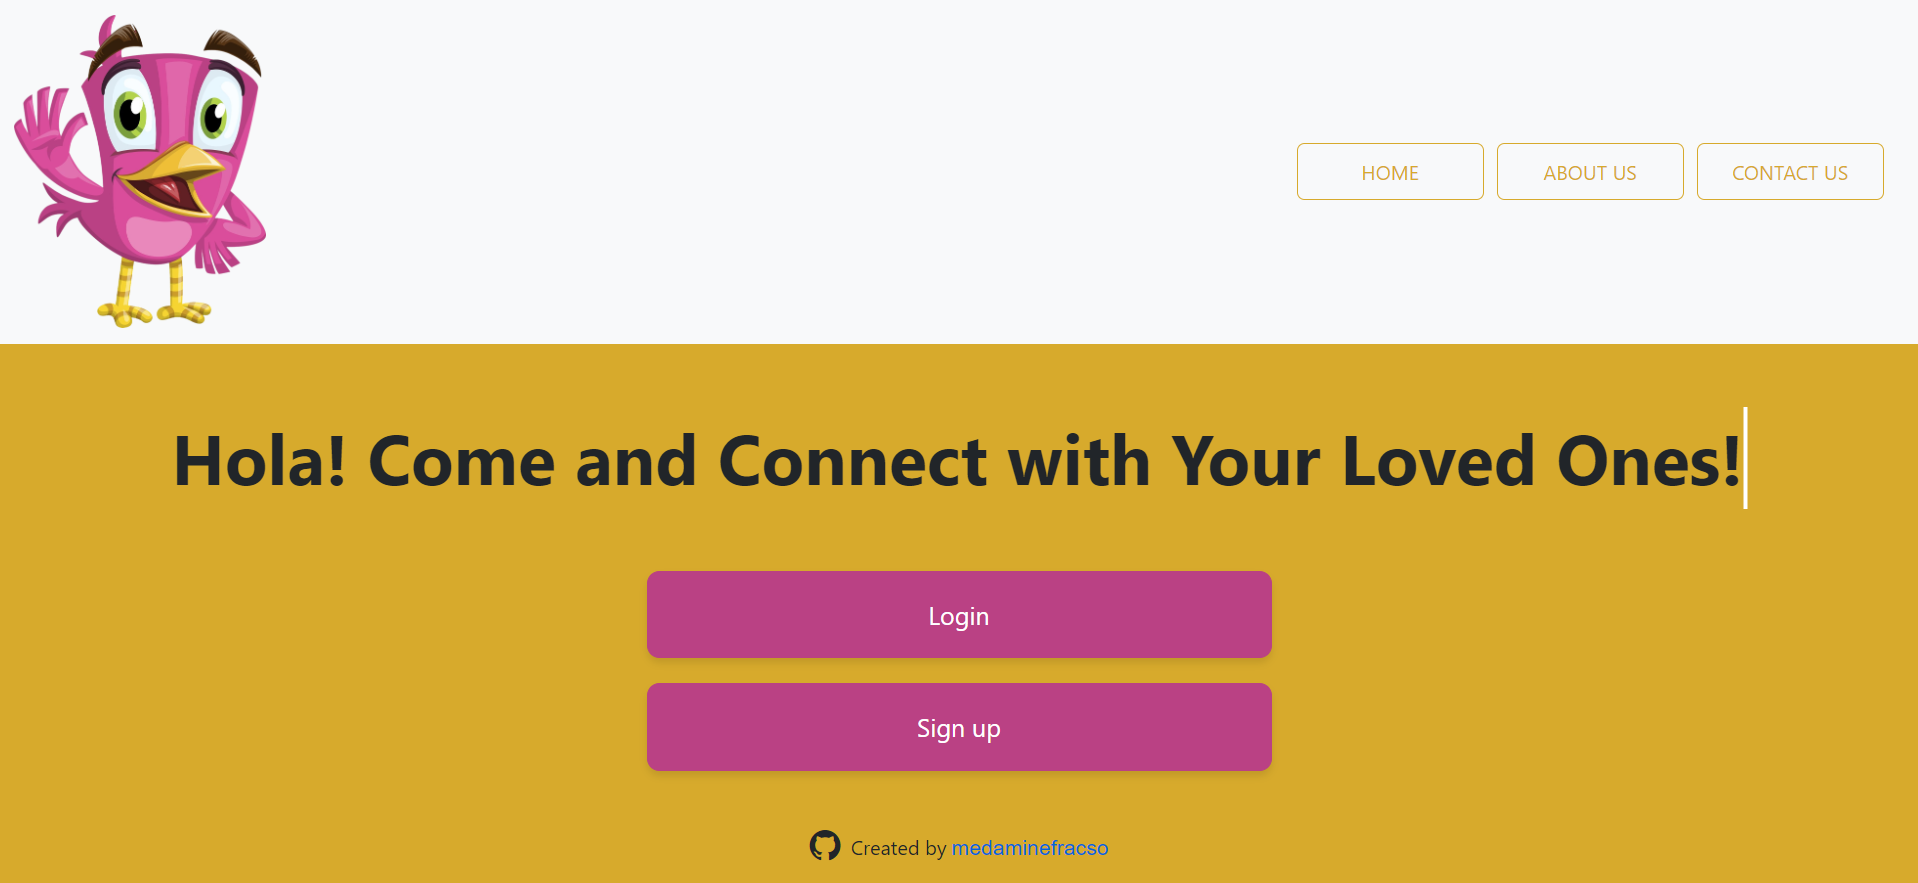 HOME
ABOUT US
CONTACT US
Hola! Come and Connect with Your Loved Ones!
Login
Sign up
Created by medaminefracso